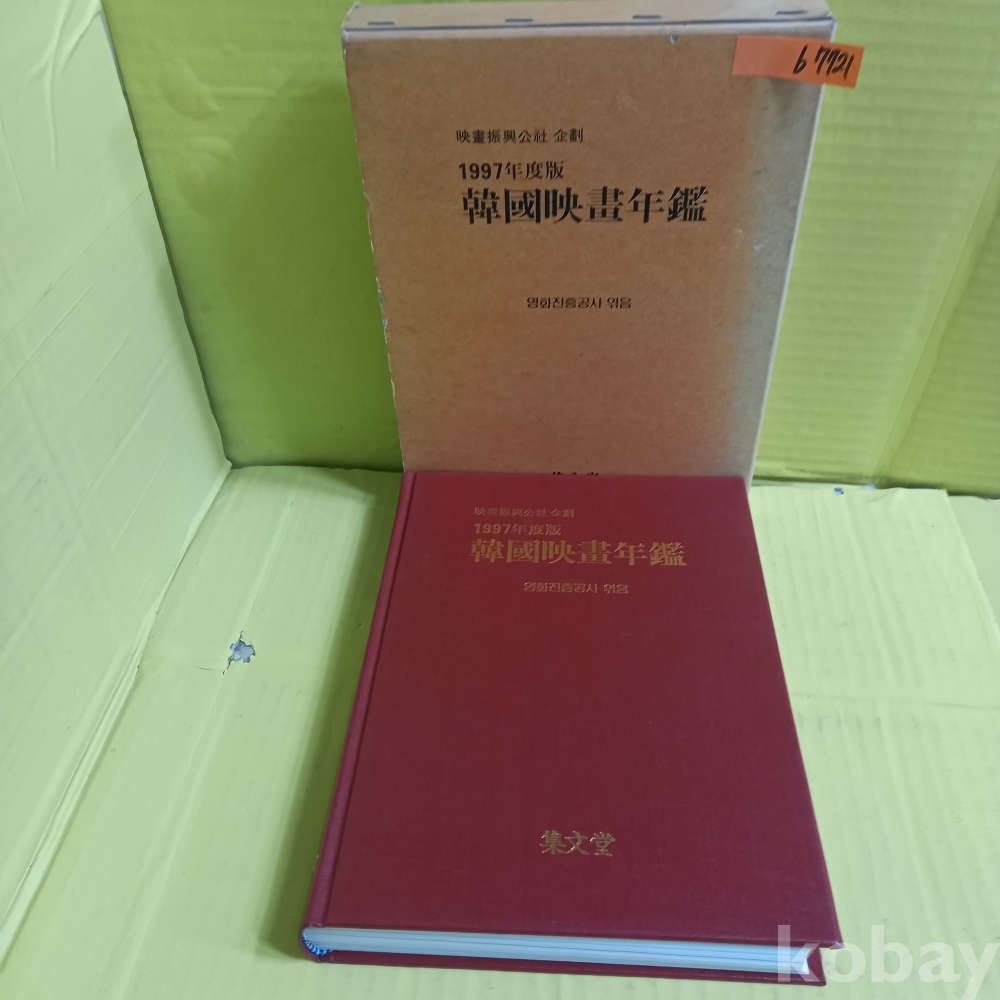 b 7721
映畫振興公社 企劃
1997年度版
韓國映畫年鑑
영화진흥공사 엮음
集文堂
映畫振興公社 企劃
1997年度版
韓國映畫年鑑
영화진흥공사 엮음
集文堂
kobay